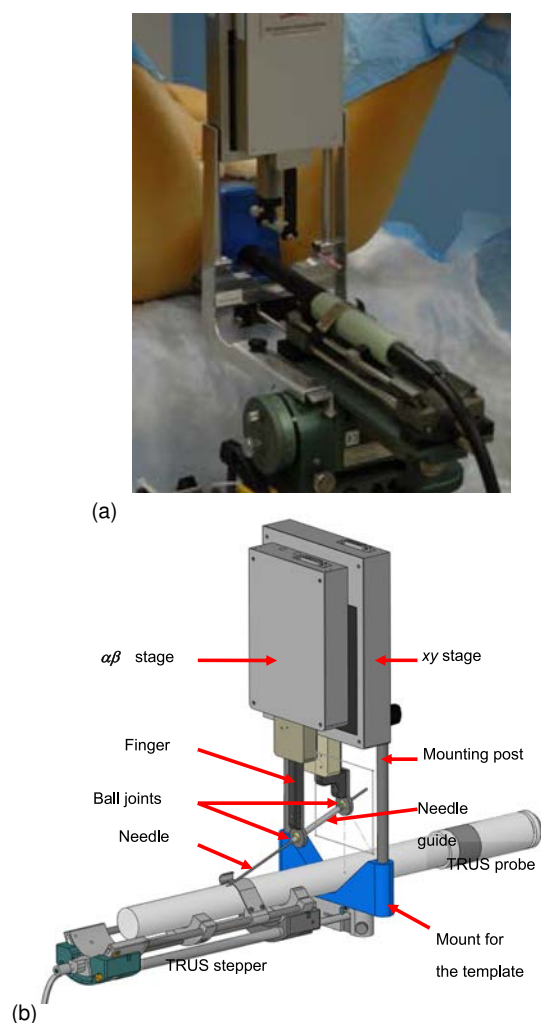 (a)
αβ stage
xy stage
Finger
Mounting post
Ball joints
Needle
guide
Needle
TRUS probe
Mount for
the template
TRUS stepper
(b)